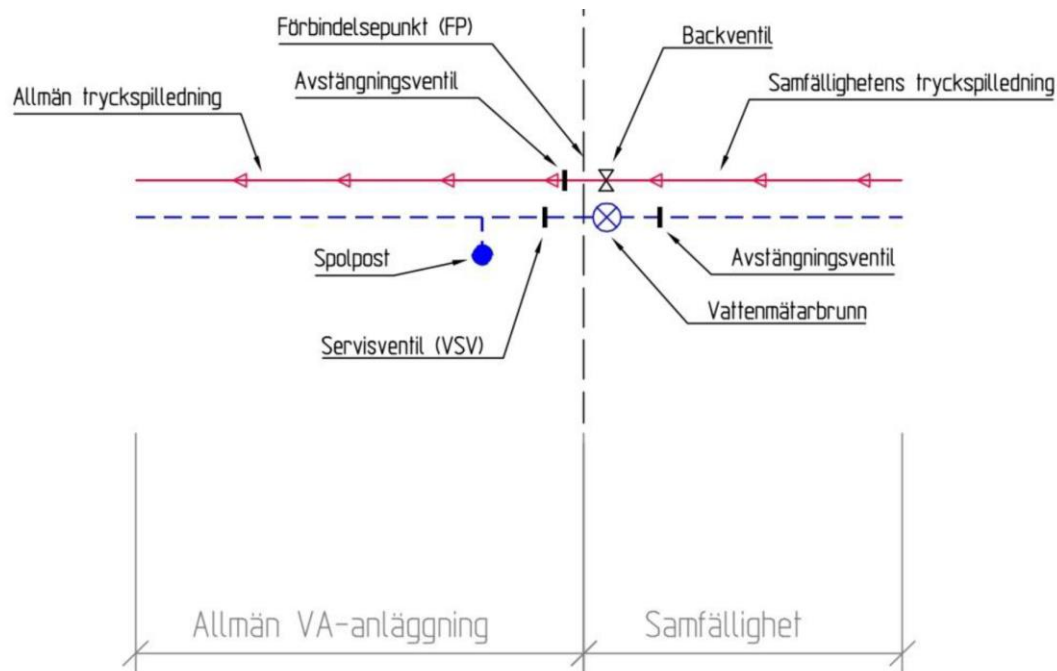 Förbindelsepunkt (FP)
Backventil
Avstängningsventil
Allmän tryckspilledning
Samfällighetens tryckspilledning
Spolpost
Avstängningsventil
Vattenmätarbrunn
Servisventil (VSV)
Allmän VA-anläggning
Samfällighet